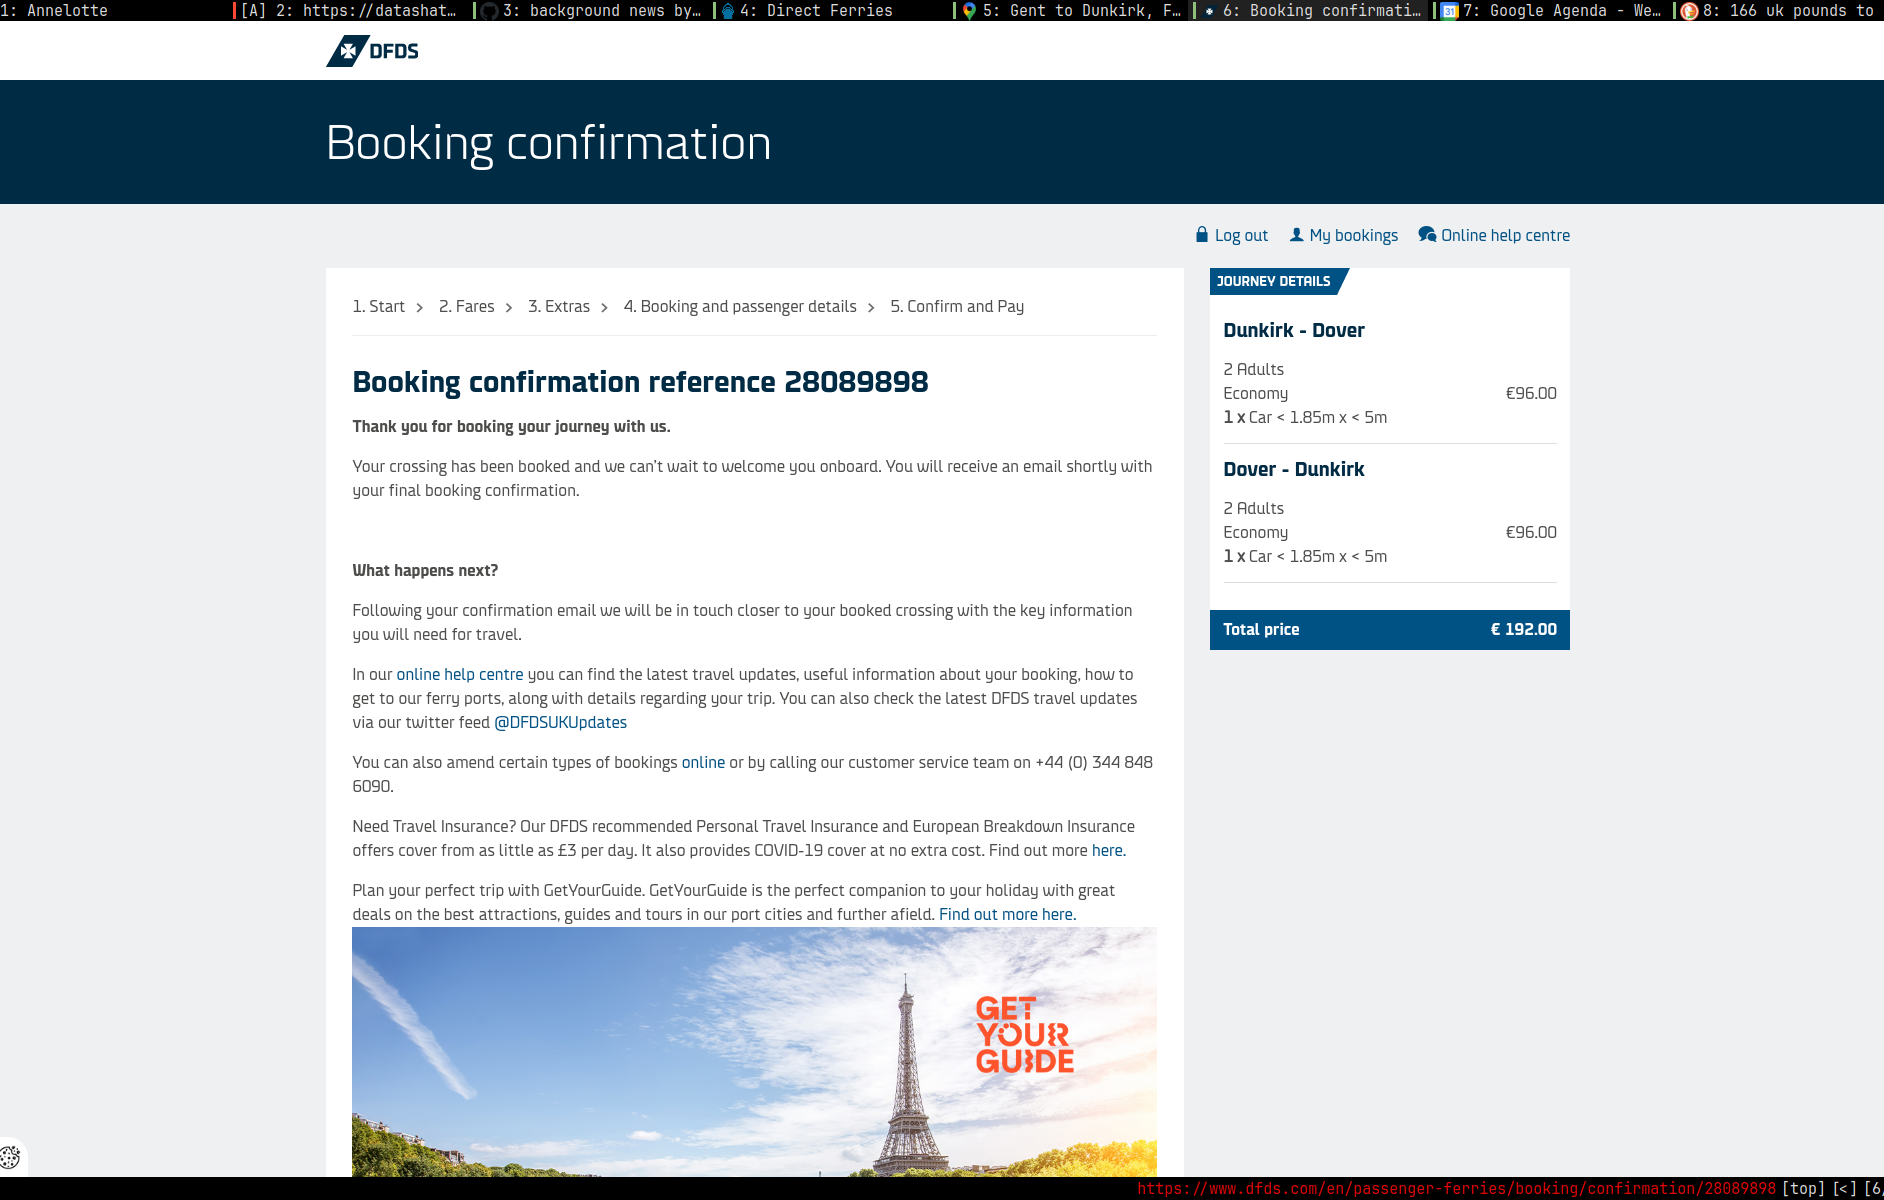 1: Annelotte
[A] 2: https://datashat…
3: background news by…
4: Direct Ferries
5: Gent to Dunkirk, F…
6: Booking confirmati…
7: Google Agenda - We…
8: 166 uk pounds to
DFDS
Booking confirmation
Log out
My bookings
Online help centre
1. Start > 2. Fares > 3. Extras > 4. Booking and passenger details > 5. Confirm and Pay
Booking confirmation reference 28089898
Thank you for booking your journey with us.
Your crossing has been booked and we can't wait to welcome you onboard. You will receive an email shortly with
your final booking confirmation.
What happens next?
Following your confirmation email we will be in touch closer to your booked crossing with the key information
you will need for travel.
In our online help centre you can find the latest travel updates, useful information about your booking, how to
get to our ferry ports, along with details regarding your trip. You can also check the latest DFDS travel updates
via our twitter feed @DFDSUKUpdates
You can also amend certain types of bookings online or by calling our customer service team on +44 (0) 344 848
6090.
Need Travel Insurance? Our DFDS recommended Personal Travel Insurance and European Breakdown Insurance
offers cover from as little as £3 per day. It also provides COVID-19 cover at no extra cost. Find out more here.
Plan your perfect trip with GetYourGuide. GetYourGuide is the perfect companion to your holiday with great
deals on the best attractions, guides and tours in our port cities and further afield. Find out more here.
GET
YOUR
GUIDE
JOURNEY DETAILS
Dunkirk - Dover
2 Adults
Economy €96.00
1 x Car < 1.85m x < 5m
Dover - Dunkirk
2 Adults
Economy €96.00
1 x Car < 1.85m x < 5m
Total price € 192.00
https://www.dfds.com/en/passenger-ferries/booking/confirmation/28089898 [top] [<] [6